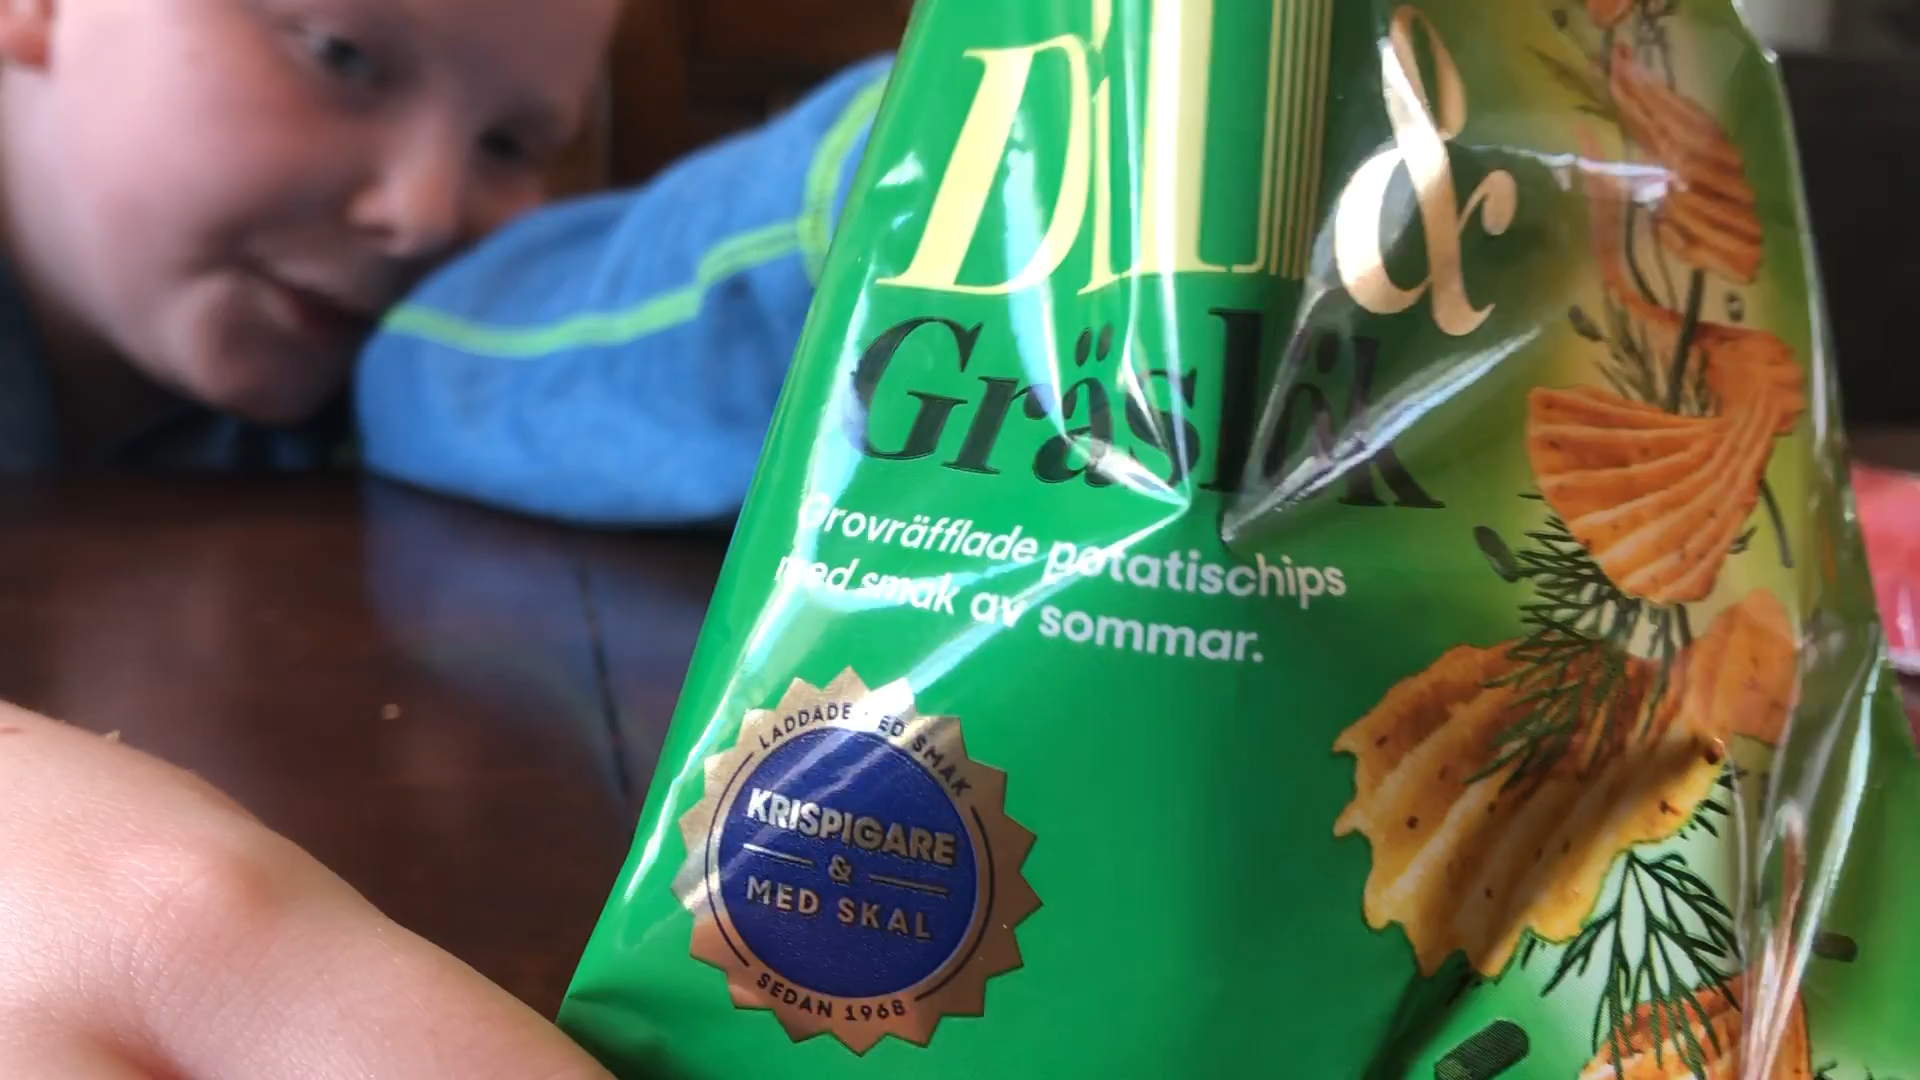 Dill &
Gräslök
Grovräfflade potatischips
med smak av sommar.
LADDADE MED SMAK
KRISPIGARE
&
MED SKAL
SEDAN 1968